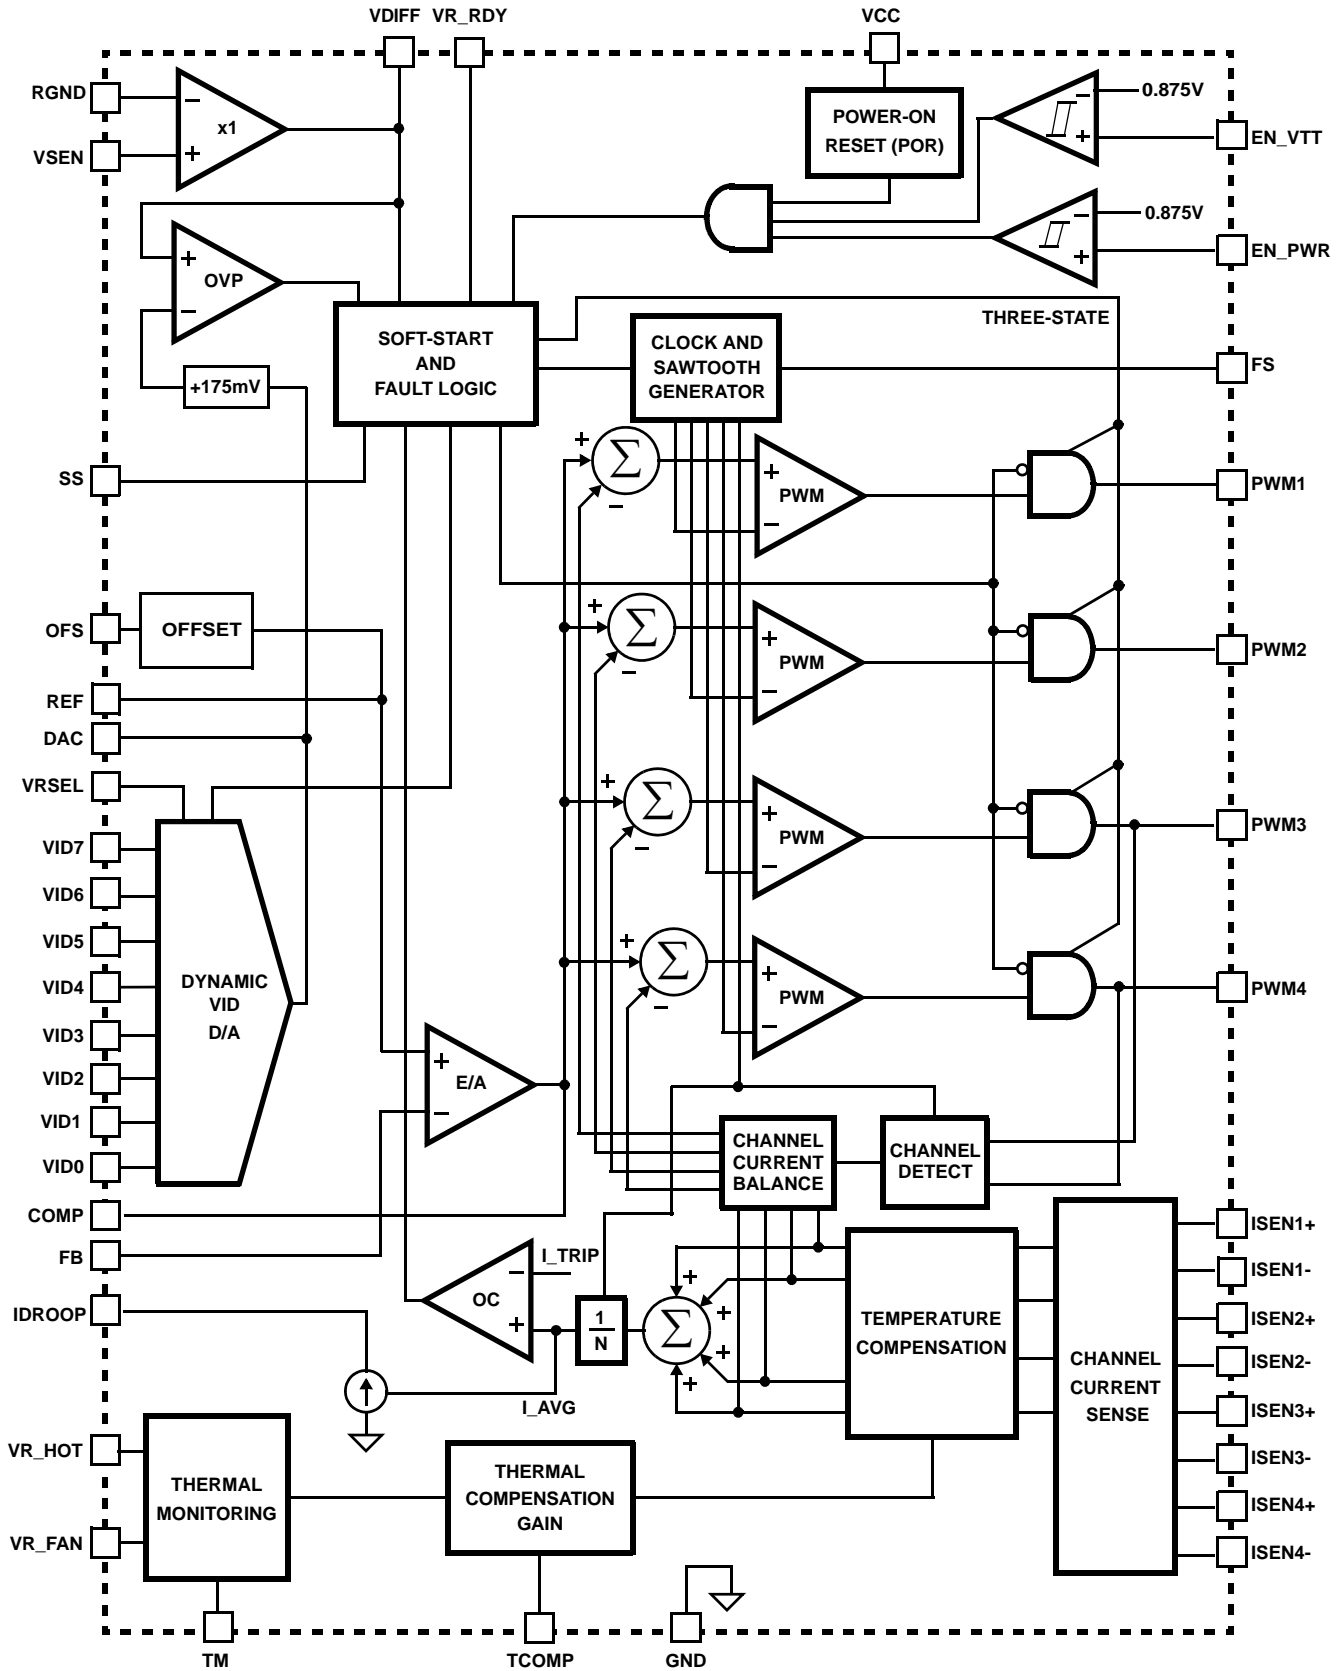 VDIFF
VR_RDY
VCC
RGND
VSEN
−
x1
+
POWER-ON
RESET (POR)
−
0.875V
+
EN_VTT
−
0.875V
+
EN_PWR
+
OVP
−
+175mV
SOFT-START
AND
FAULT LOGIC
CLOCK AND
SAWTOOTH
GENERATOR
THREE-STATE
FS
SS
+
Σ
−
+
PWM
−
PWM1
OFS
OFFSET
+
Σ
−
+
PWM
−
PWM2
REF
DAC
VRSEL
+
Σ
−
+
PWM
−
PWM3
VID7
VID6
VID5
VID4
VID3
VID2
VID1
VID0
DYNAMIC
VID
D/A
+
Σ
−
+
PWM
−
PWM4
+
E/A
−
CHANNEL
CURRENT
BALANCE
CHANNEL
DETECT
COMP
FB
IDROOP
I_TRIP
−
OC
+
1
N
+
+
Σ
+
+
I_AVG
TEMPERATURE
COMPENSATION
CHANNEL
CURRENT
SENSE
ISEN1+
ISEN1-
ISEN2+
ISEN2-
ISEN3+
ISEN3-
ISEN4+
ISEN4-
VR_HOT
VR_FAN
THERMAL
MONITORING
THERMAL
COMPENSATION
GAIN
TM
TCOMP
GND